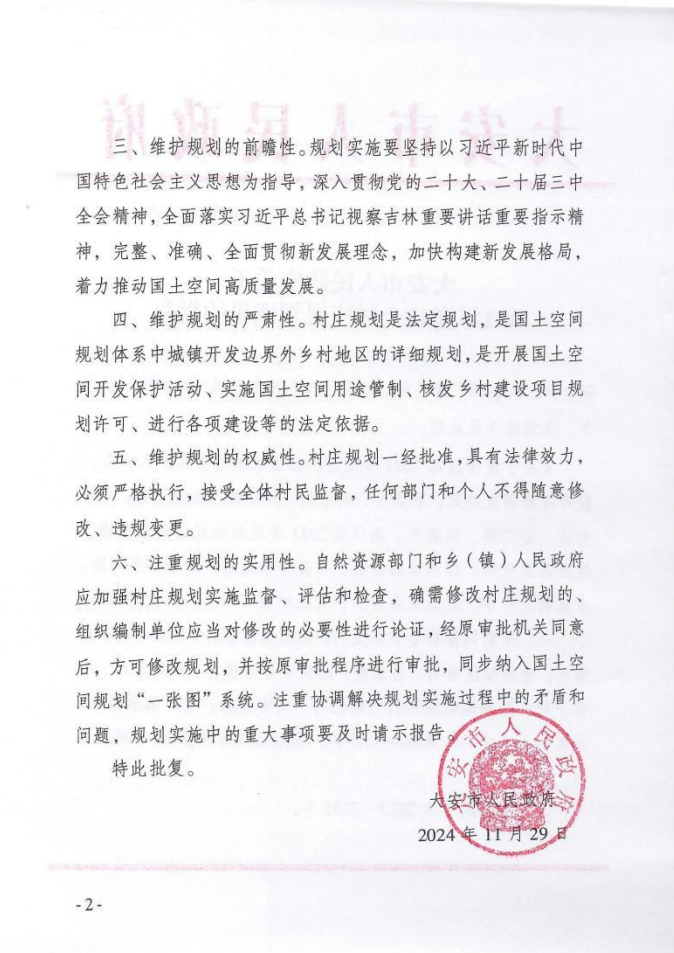 三、维护规划的前瞻性。规划实施要坚持以习近平新时代中
国特色社会主义思想为指导，深入贯彻党的二十大、二十届三中
全会精神，全面落实习近平总书记视察吉林重要讲话重要指示精
神，完整、准确、全面贯彻新发展理念，加快构建新发展格局，
着力推动国土空间高质量发展。
四、维护规划的严肃性。村庄规划是法定规划，是国土空间
规划体系中城镇开发边界外乡村地区的详细规划，是开展国土空
间开发保护活动、实施国土空间用途管制、核发乡村建设项目规
划许可、进行各项建设等的法定依据。
五、维护规划的权威性。村庄规划一经批准，具有法律效力，
必须严格执行，接受全体村民监督，任何部门和个人不得随意修
改、违规变更。
六、注重规划的实用性。自然资源部门和乡（镇）人民政府
应加强村庄规划实施监督、评估和检查，确需修改村庄规划的、
组织编制单位应当对修改的必要性进行论证，经原审批机关同意
后，方可修改规划，并按原审批程序进行审批，同步纳入国土空
间规划“一张图”系统。注重协调解决规划实施过程中的矛盾和
问题，规划实施中的重大事项要及时请示报告。
特此批复。
大安市人民政府
大安市人民政府
2024年11月29日
-2-